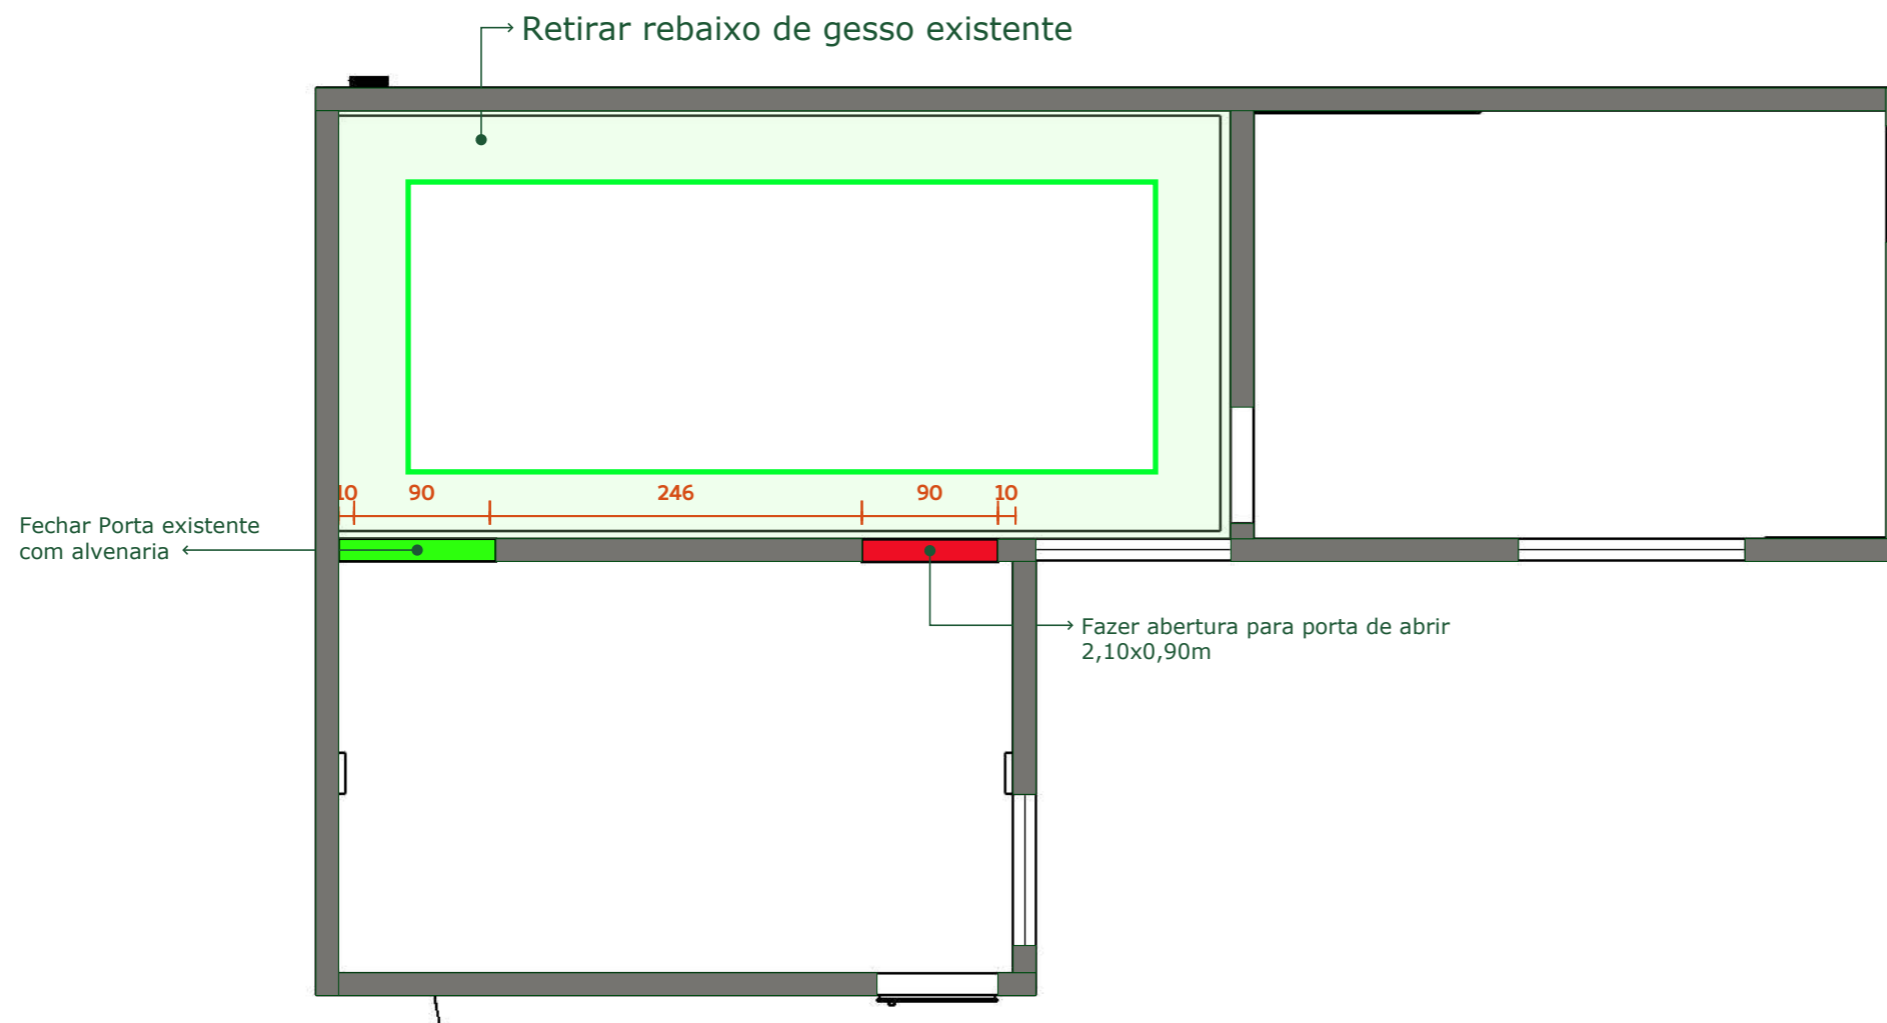 Retirar rebaixo de gesso existente
10 90 246 90 10
Fechar Porta existente
com alvenaria
Fazer abertura para porta de abrir
2,10x0,90m